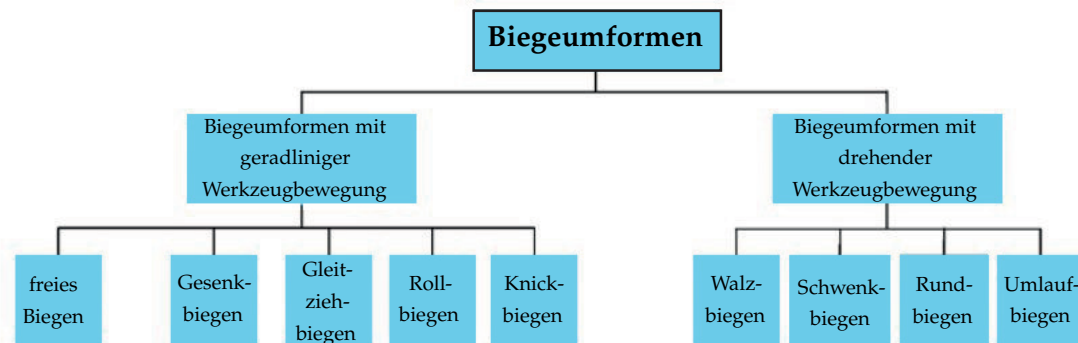 Biegeumformen
Biegeumformen mit
geradliniger
Werkzeugbewegung
Biegeumformen mit
drehender
Werkzeugbewegung
freies
Biegen
Gesenk-
biegen
Gleit-
zieh-
biegen
Roll-
biegen
Knick-
biegen
Walz-
biegen
Schwenk-
biegen
Rund-
biegen
Umlauf-
biegen